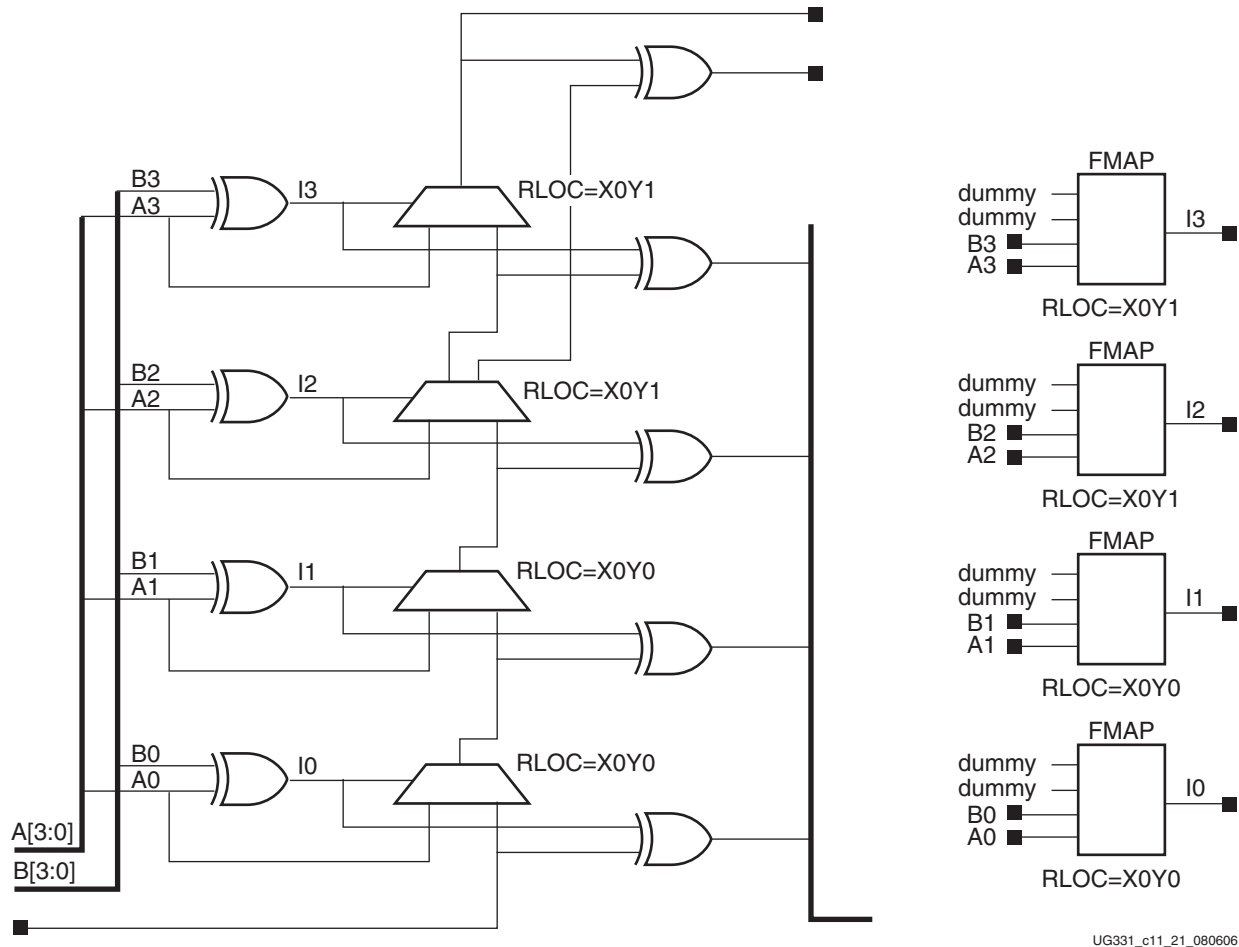 B3
A3
I3
RLOC=X0Y1
B2
A2
I2
RLOC=X0Y1
B1
A1
I1
RLOC=X0Y0
B0
A0
I0
RLOC=X0Y0
A[3:0]
B[3:0]
FMAP
dummy
dummy
B3
A3
I3
RLOC=X0Y1
FMAP
dummy
dummy
B2
A2
I2
RLOC=X0Y1
FMAP
dummy
dummy
B1
A1
I1
RLOC=X0Y0
FMAP
dummy
dummy
B0
A0
I0
RLOC=X0Y0
UG331_c11_21_080606